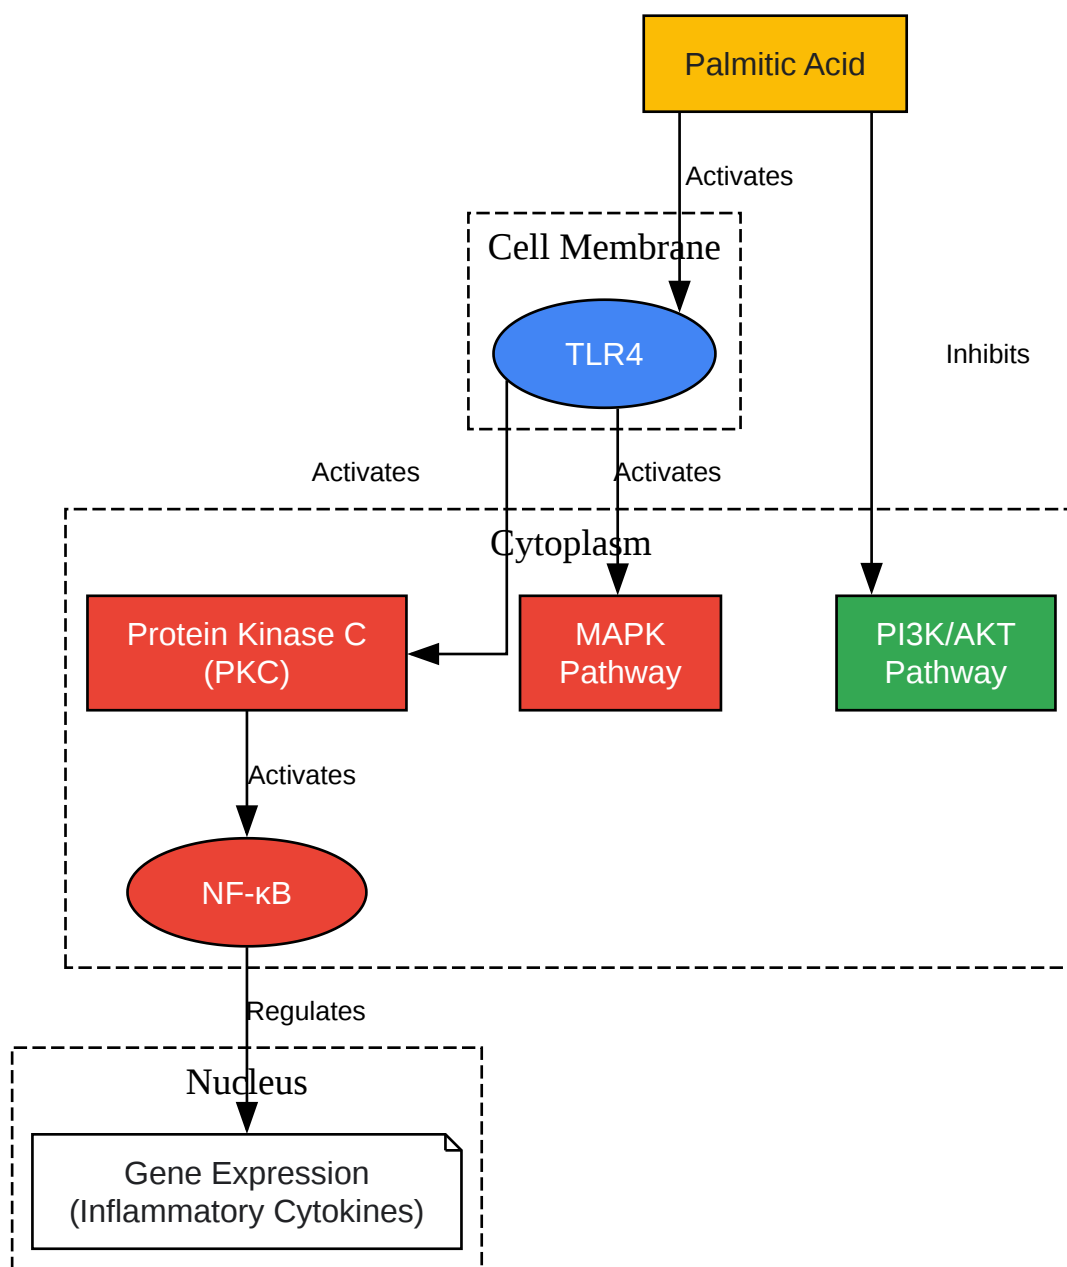 Palmitic Acid
Activates
Cell Membrane
TLR4
Inhibits
Activates
Activates
Cytoplasm
Protein Kinase C
(PKC)
MAPK
Pathway
PI3K/AKT
Pathway
Activates
NF-κB
Regulates
Nucleus
Gene Expression
(Inflammatory Cytokines)